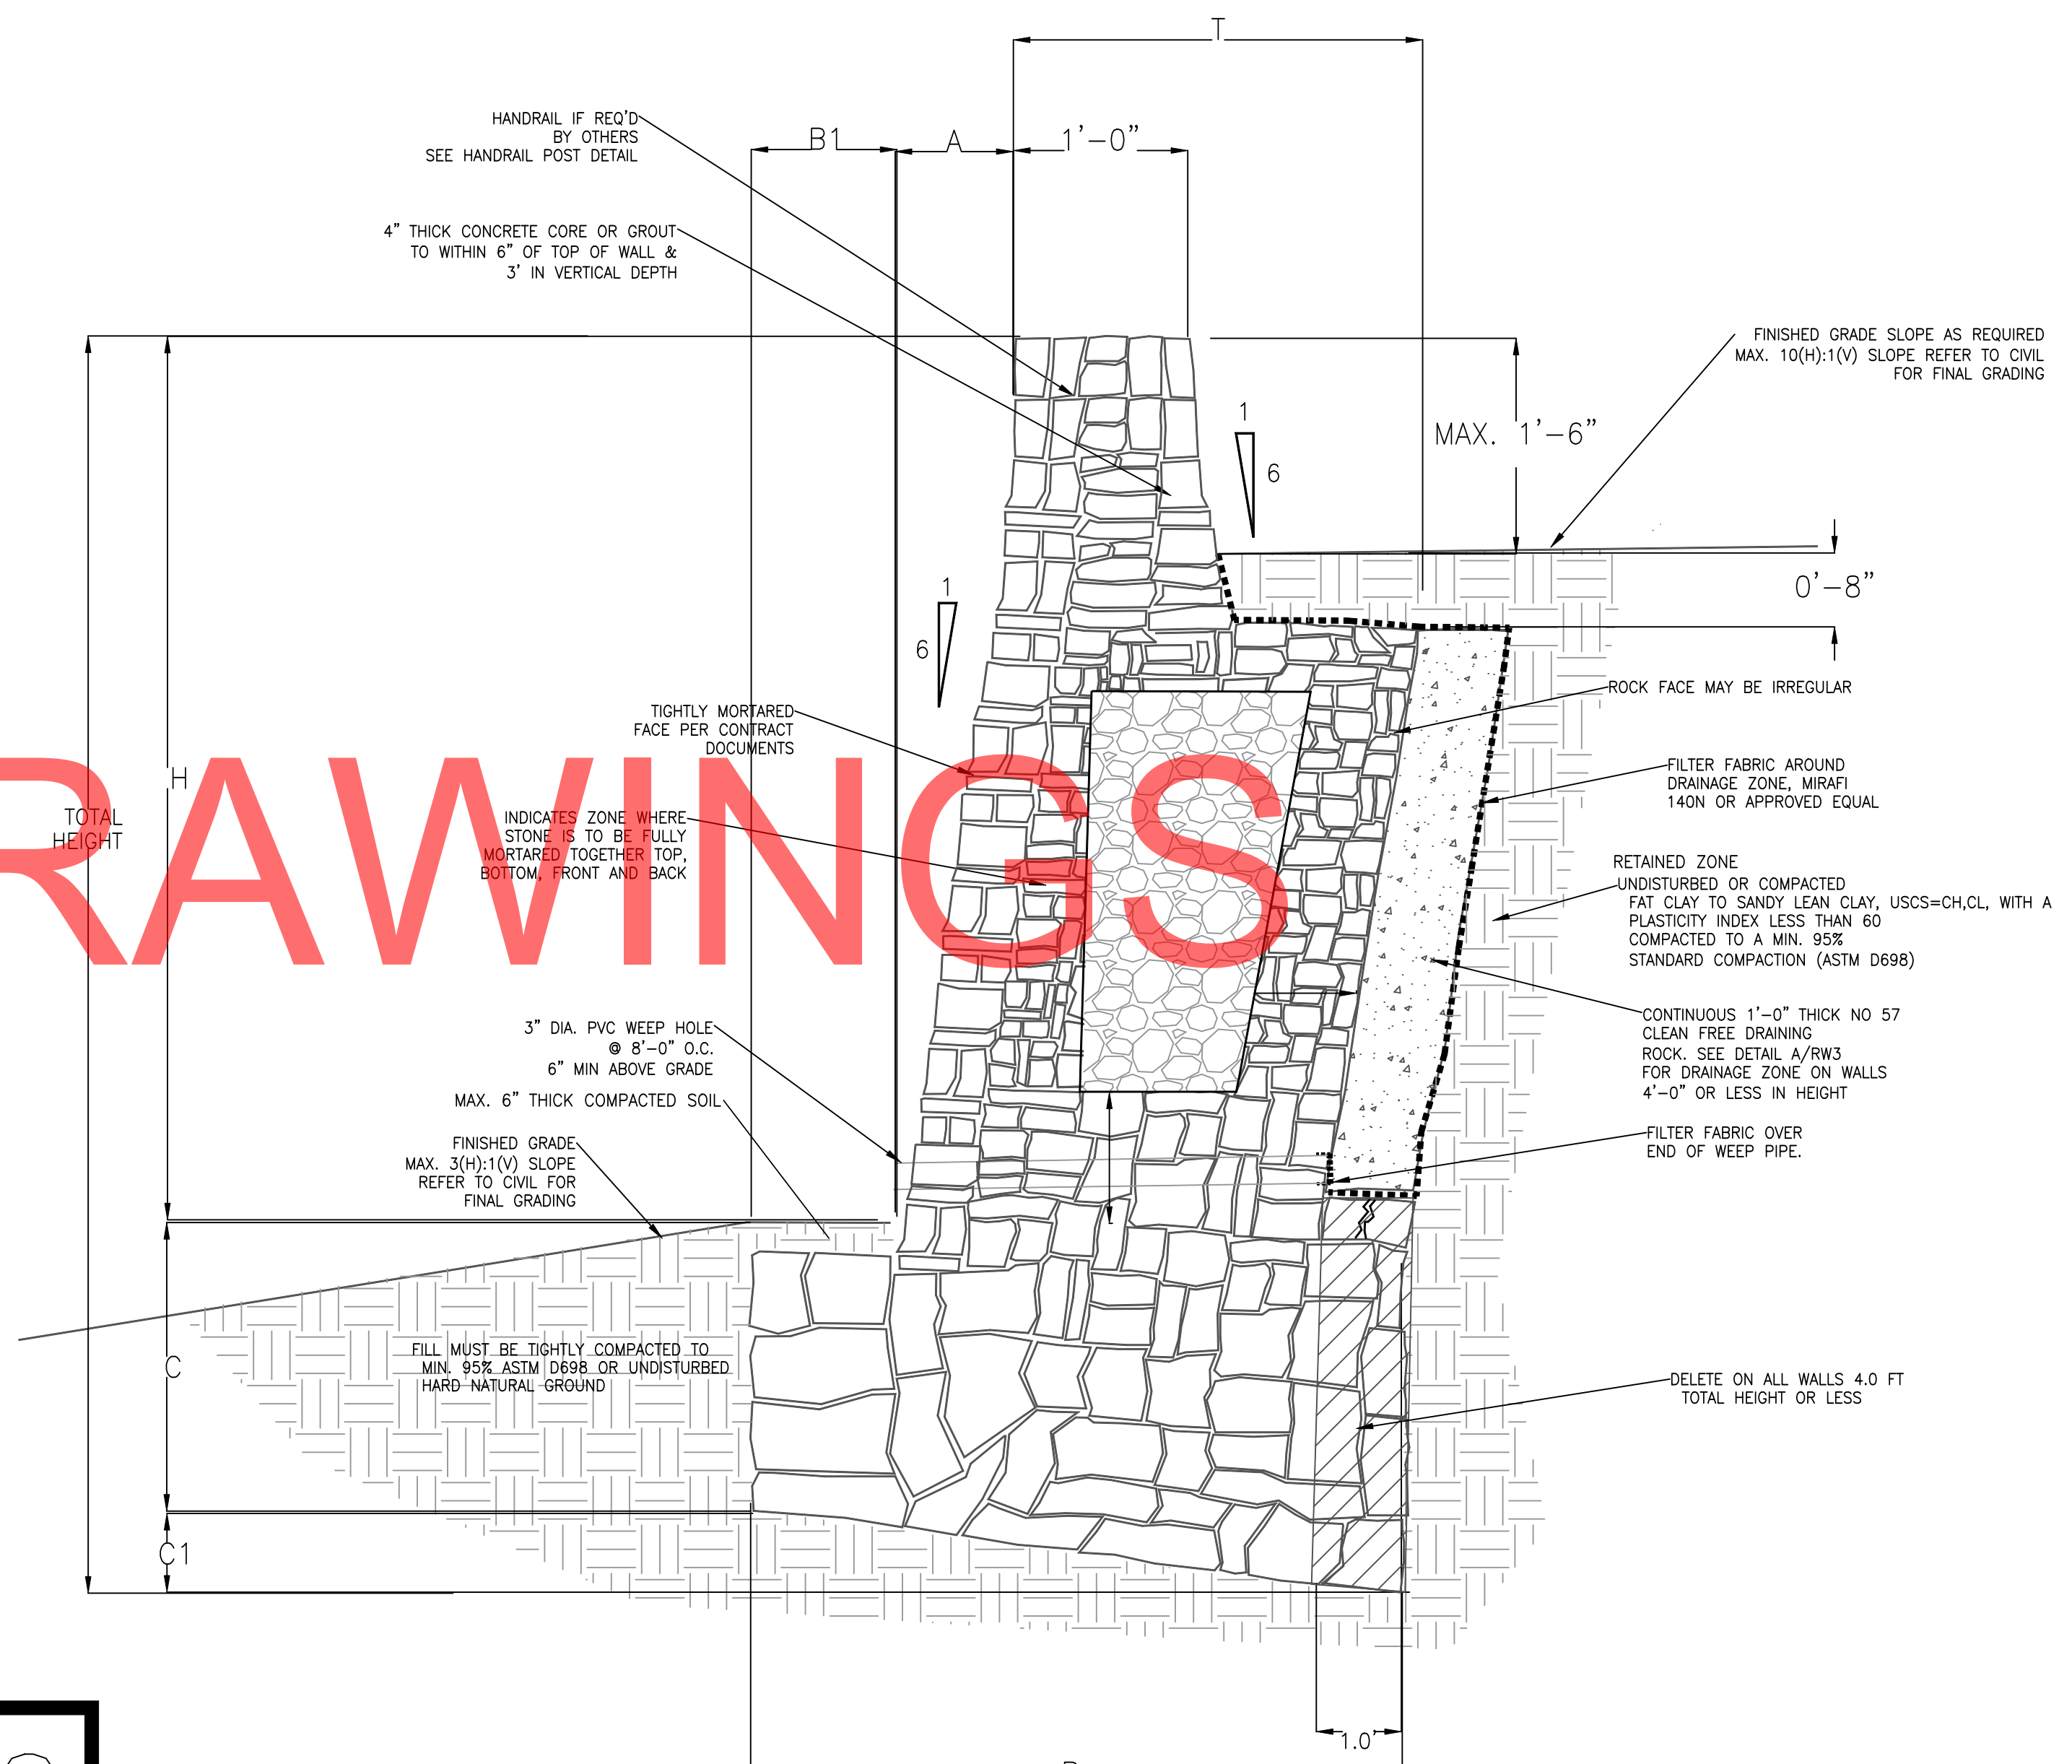 T
HANDRAIL IF REQ'D
BY OTHERS
SEE HANDRAIL POST DETAIL
B1
A
1'-0"
4" THICK CONCRETE CORE OR GROUT
TO WITHIN 6" OF TOP OF WALL &
3' IN VERTICAL DEPTH
FINISHED GRADE SLOPE AS REQUIRED
MAX. 10(H):1(V) SLOPE REFER TO CIVIL
FOR FINAL GRADING
1
6
MAX. 1'-6"
0'-8"
1
6
ROCK FACE MAY BE IRREGULAR
TIGHTLY MORTARED
FACE PER CONTRACT
DOCUMENTS
H
TOTAL
HEIGHT
RAWINGS
FILTER FABRIC AROUND
DRAINAGE ZONE, MIRAFI
140N OR APPROVED EQUAL
INDICATES ZONE WHERE
STONE IS TO BE FULLY
MORTARED TOGETHER TOP,
BOTTOM, FRONT AND BACK
RETAINED ZONE
UNDISTURBED OR COMPACTED
FAT CLAY TO SANDY LEAN CLAY, USCS=CH,CL, WITH A
PLASTICITY INDEX LESS THAN 60
COMPACTED TO A MIN. 95%
STANDARD COMPACTION (ASTM D698)
3" DIA. PVC WEEP HOLE
@ 8'-0" O.C.
6" MIN ABOVE GRADE
CONTINUOUS 1'-0" THICK NO 57
CLEAN FREE DRAINING
ROCK. SEE DETAIL A/RW3
FOR DRAINAGE ZONE ON WALLS
4'-0" OR LESS IN HEIGHT
MAX. 6" THICK COMPACTED SOIL
FINISHED GRADE
MAX. 3(H):1(V) SLOPE
REFER TO CIVIL FOR
FINAL GRADING
FILTER FABRIC OVER
END OF WEEP PIPE.
FILL MUST BE TIGHTLY COMPACTED TO
MIN. 95% ASTM D698 OR UNDISTURBED
HARD NATURAL GROUND
C
DELETE ON ALL WALLS 4.0 FT
TOTAL HEIGHT OR LESS
C1
1.0'